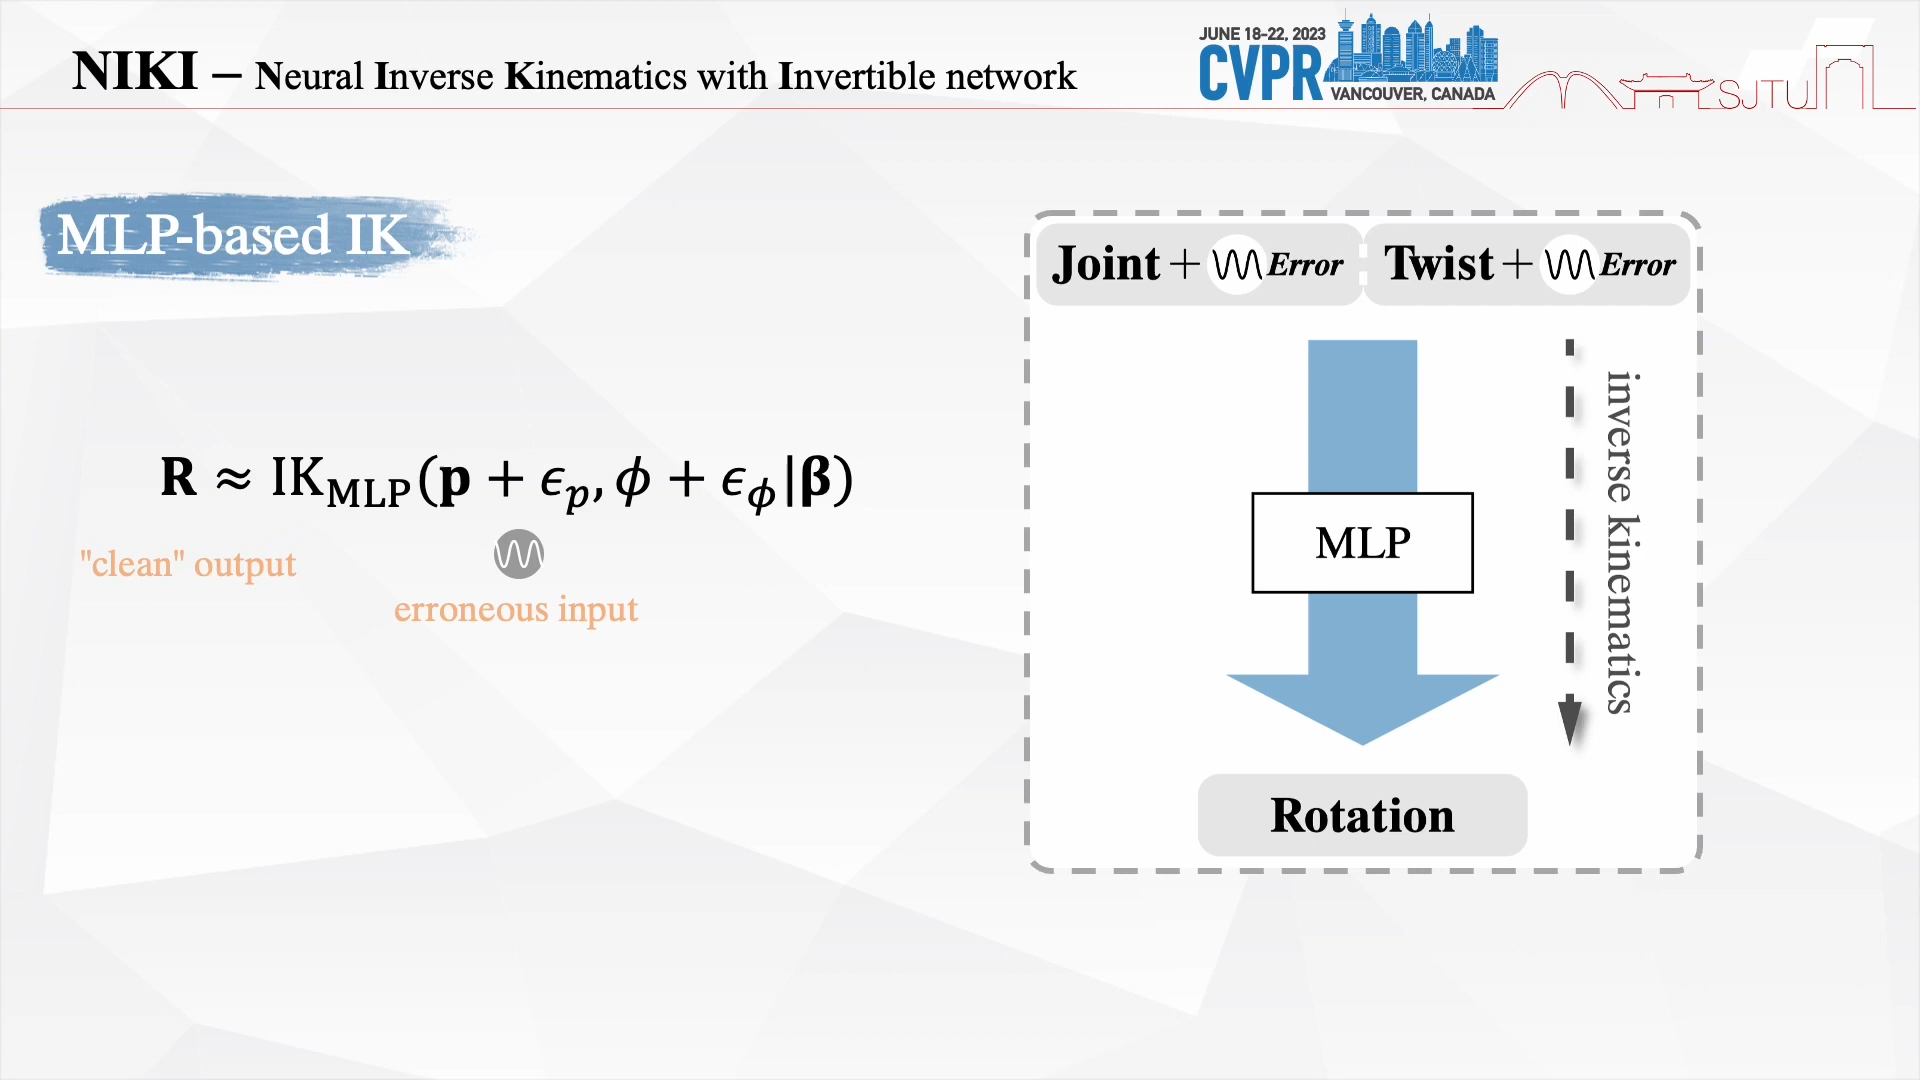 NIKI – Neural Inverse Kinematics with Invertible network
JUNE 18-22, 2023
CVPR
VANCOUVER, CANADA
SJTU
MLP-based IK
Joint + Error
Twist + Error
R ≈ IK_MLP(p + ϵ_p, ϕ + ϵ_ϕ|β)
"clean" output
erroneous input
MLP
inverse kinematics
Rotation